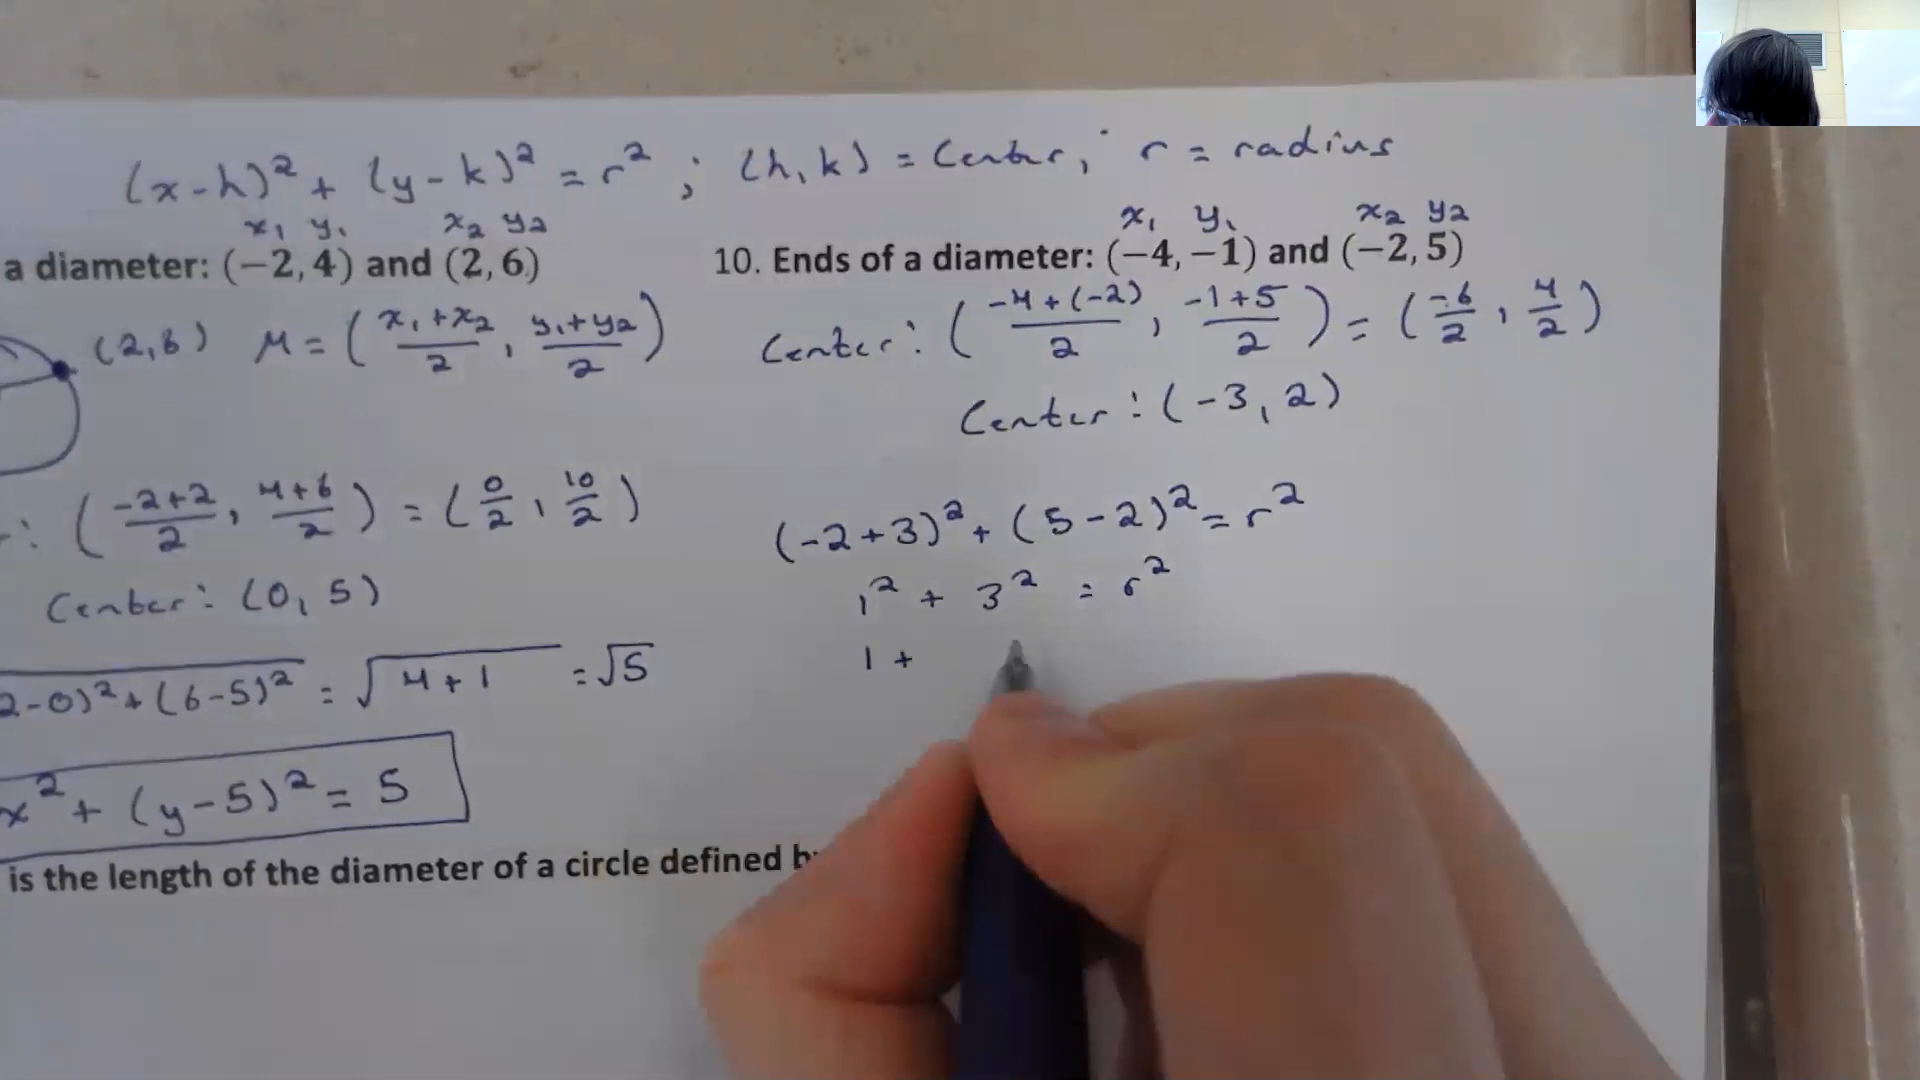 (x-h)² + (y-k)² = r² ; (h,k) = Center, r = radius
x₁ y₁ x₂ y₂
a diameter: (−2, 4) and (2, 6)
(2,6) M = (x₁+x₂/2, y₁+y₂/2)
: (-2+2/2, 4+6/2) = (0/2, 10/2)
Center: (0, 5)
2-0)² + (6-5)² = √4+1 = √5
x² + (y-5)² = 5
is the length of the diameter of a circle defined
x₁ y₁ x₂ y₂
10. Ends of a diameter: (−4, −1) and (−2, 5)
Center: (-4+(-2)/2, -1+5/2) = (-6/2, 4/2)
Center: (-3, 2)
(-2+3)² + (5-2)² = r²
1² + 3² = r²
1 +